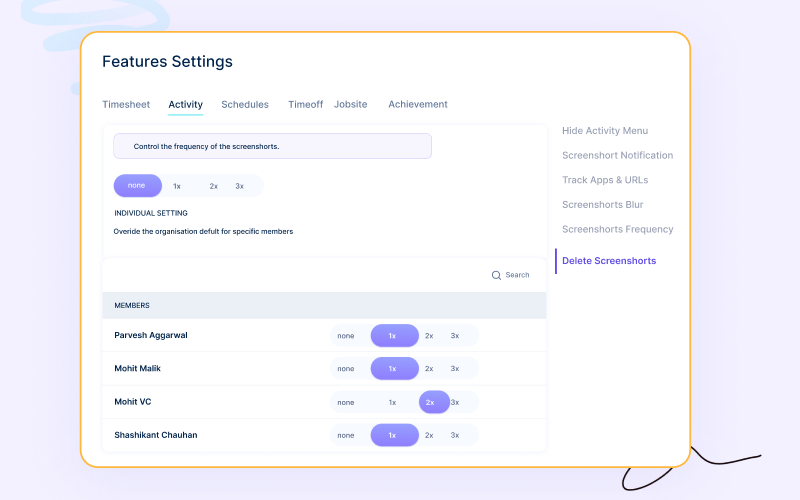 Features Settings
Timesheet Activity Schedules Timeoff Jobsite Achievement
Control the frequency of the screenshorts.
none 1x 2x 3x
INDIVIDUAL SETTING
Overide the organisation defult for specific members
Search
MEMBERS
Parvesh Aggarwal none 1x 2x 3x
Mohit Malik none 1x 2x 3x
Mohit VC none 1x 2x 3x
Shashikant Chauhan none 1x 2x 3x
Hide Activity Menu
Screenshort Notification
Track Apps & URLs
Screenshorts Blur
Screenshorts Frequency
Delete Screenshorts